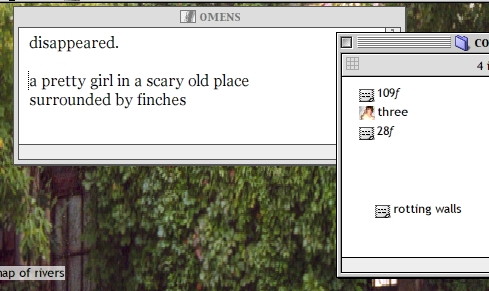 OMENS
disappeared.
a pretty girl in a scary old place
surrounded by finches
co
4 i
109f
three
28f
rotting walls
map of rivers